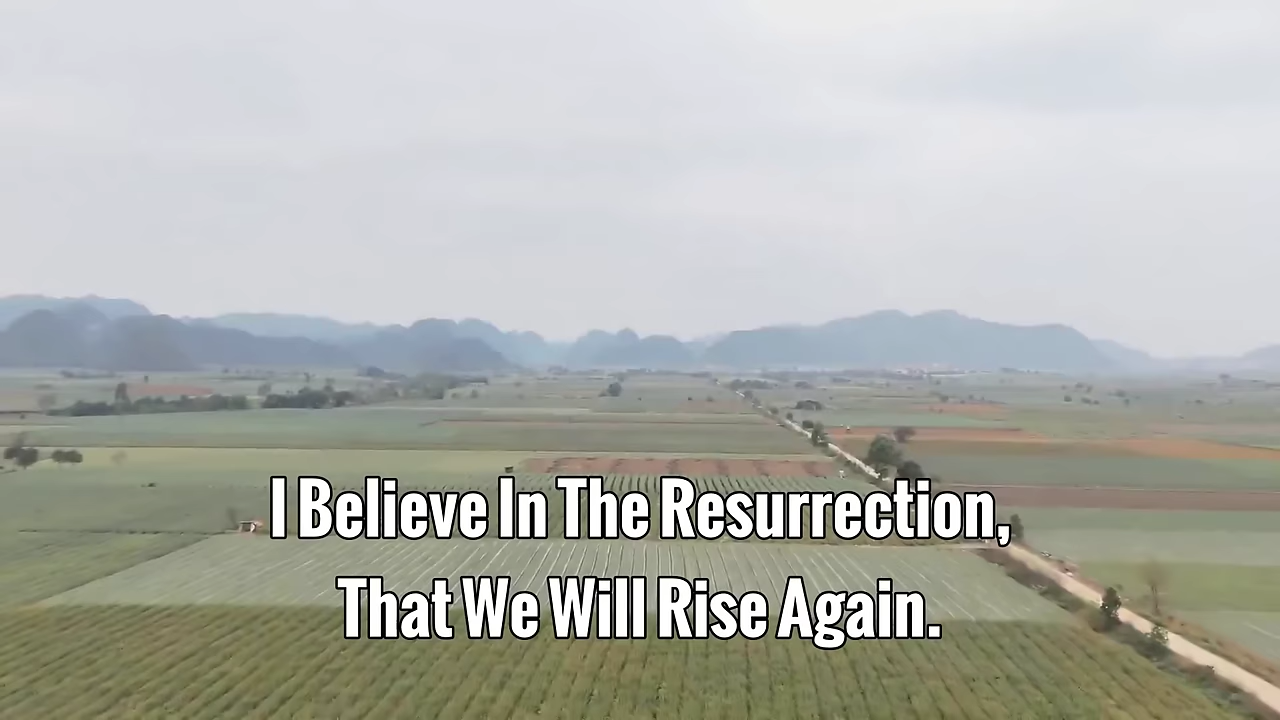 I Believe In The Resurrection,
That We Will Rise Again.